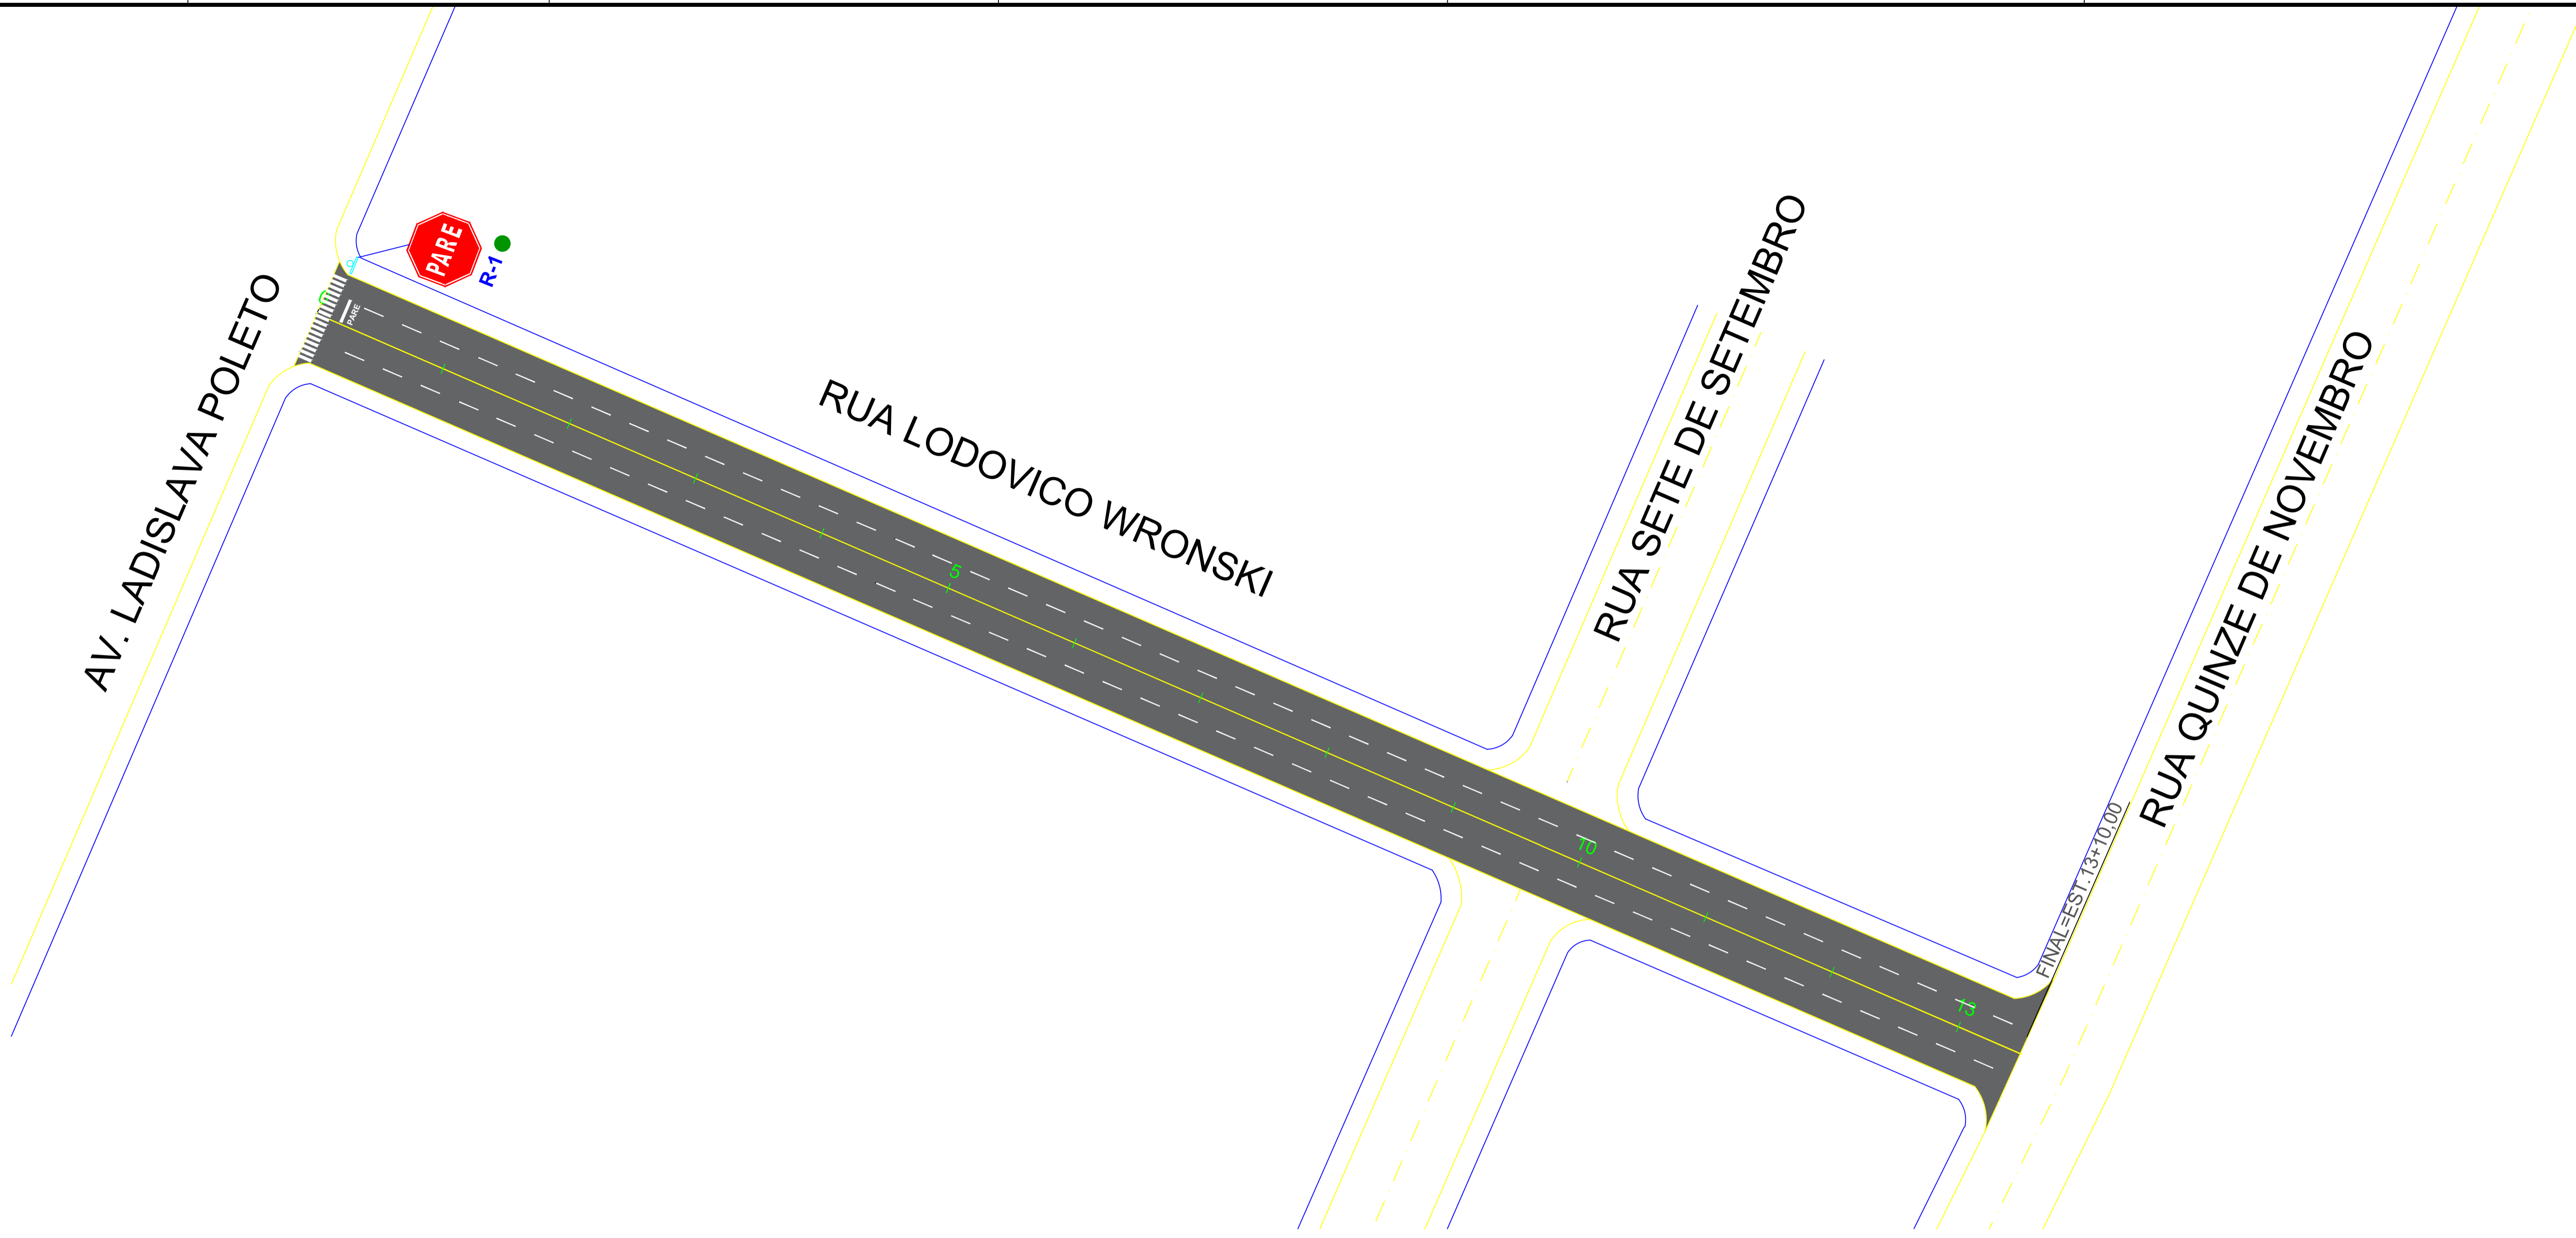 PARE
R-1
0
PARE
AV. LADISLAVA POLETO
RUA LODOVICO WRONSKI
5
RUA SETE DE SETEMBRO
10
RUA QUINZE DE NOVEMBRO
FINAL=EST.13+10,00
13